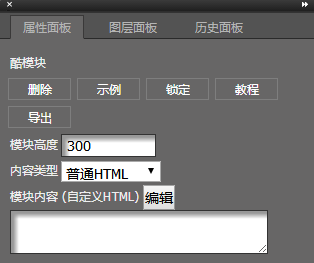 属性面板 图层面板 历史面板
酷模块
删除 示例 锁定 教程
导出
模块高度 300
内容类型 普通HTML
模块内容 (自定义HTML) 编辑